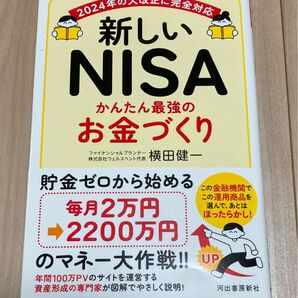 2024年の大改正に完全対応
新しい
NISA
かんたん最強の
お金づくり
ファイナンシャルプランナー
株式会社ウェルスペント代表
横田健一
貯金ゼロから始める
毎月2万円
→2200万円
のマネー大作戦!!
この金融機関で
この運用商品を
選んで、あとは
ほったらかし!
UP
年間100万PVのサイトを運営する
資産形成の専門家が図解でやさしく説明!
河出書房新社